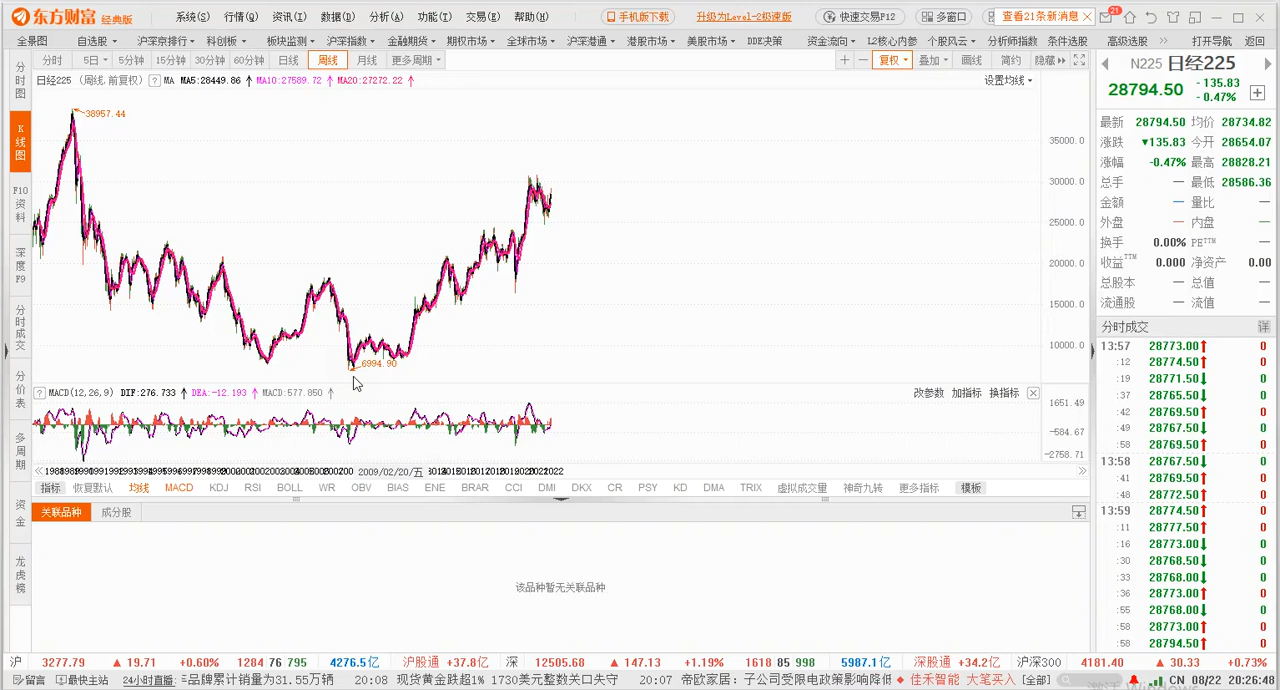 东方财富 经典版 系统(S) 行情(Q) 资讯(I) 数据(U) 分析(A) 功能(I) 交易(B) 帮助(H) 手机版下载 升级为Level-2极速版 快速交易F12 多窗口 查看21条新消息 21
全景图 自选股 沪深京排行 科创板 板块监测 沪深指数 金融期货 期权市场 全球市场 沪深港通 港股市场 美股市场 DDE决策 资金流向 L2核心内参 个股风云 分析师指数 条件选股 高级选股 打开导航 返回
分时 5日 5分钟 15分钟 30分钟 60分钟 日线 周线 月线 更多周期 复权 叠加 画线 简约 隐藏
日经225 (周线.前复权) ? MA MA5:28449.86 ↑ MA10:27589.72 ↑ MA20:27272.22 ↑ 设置均线
分时图
K线图
F10资料
深度F9
分时成交
分价表
多周期
资金
龙虎榜
38957.44
6994.90
35000.0
30000.0
25000.0
20000.0
15000.0
10000.0
? MACD(12,26,9) DIF:276.733 ↑ DEA:-12.193 ↑ MACD:577.850 ↑ 改参数 加指标 换指标
1651.49
-584.67
-2758.71
2009/02/20/五
指标 恢复默认 均线 MACD KDJ RSI BOLL WR OBV BIAS ENE BRAR CCI DMI DKX CR PSY KD DMA TRIX 虚拟成交量 神奇九转 更多指标 模板
关联品种 成分股
该品种暂无关联品种
N225 日经225
28794.50 -135.83
-0.47%
最新 28794.50 均价 28734.82
涨跌 ▼135.83 今开 28654.07
涨幅 -0.47% 最高 28828.21
总手 — 最低 28586.36
金额 — 量比 —
外盘 — 内盘 —
换手 0.00% PE TTM —
收益 TTM 0.000 净资产 0.00
总股本 — 总值 —
流通股 — 流值 —
分时成交 详
13:57 28773.00↑ 0
:12 28774.50↑ 0
:19 28771.50↓ 0
:37 28765.50↓ 0
:42 28769.50↑ 0
:49 28767.50↓ 0
:58 28769.50↑ 0
13:58 28767.50↓ 0
:41 28769.50↑ 0
:48 28772.50↑ 0
13:59 28774.50↑ 0
:11 28777.50↑ 0
:16 28773.00↓ 0
:30 28768.50↓ 0
:33 28768.00↓ 0
:36 28773.00↑ 0
:55 28768.00↓ 0
:58 28773.00↑ 0
:58 28794.50↑ 0
沪 3277.79 ▲ 19.71 +0.60% 1284 76 795 4276.5亿 沪股通 +37.8亿 深 12505.68 ▲ 147.13 +1.19% 1618 85 998 5987.1亿 深股通 +34.2亿 沪深300 4181.40 ▲ 30.33 +0.73%
留言 最快主站 24小时直播: 品牌累计销量为31.55万辆 20:08 现货黄金跌超1% 1730美元整数关口失守 20:07 帝欧家居:子公司受限电政策影响降低 佳禾智能 大笔买入 [全部] CN 08/22 20:26:48